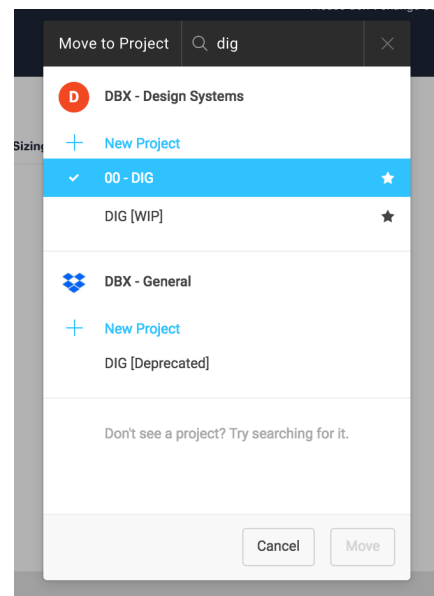 Move to Project dig
D DBX - Design Systems
Sizing
New Project
00 - DIG
DIG [WIP]
DBX - General
New Project
DIG [Deprecated]
Don't see a project? Try searching for it.
Cancel Move